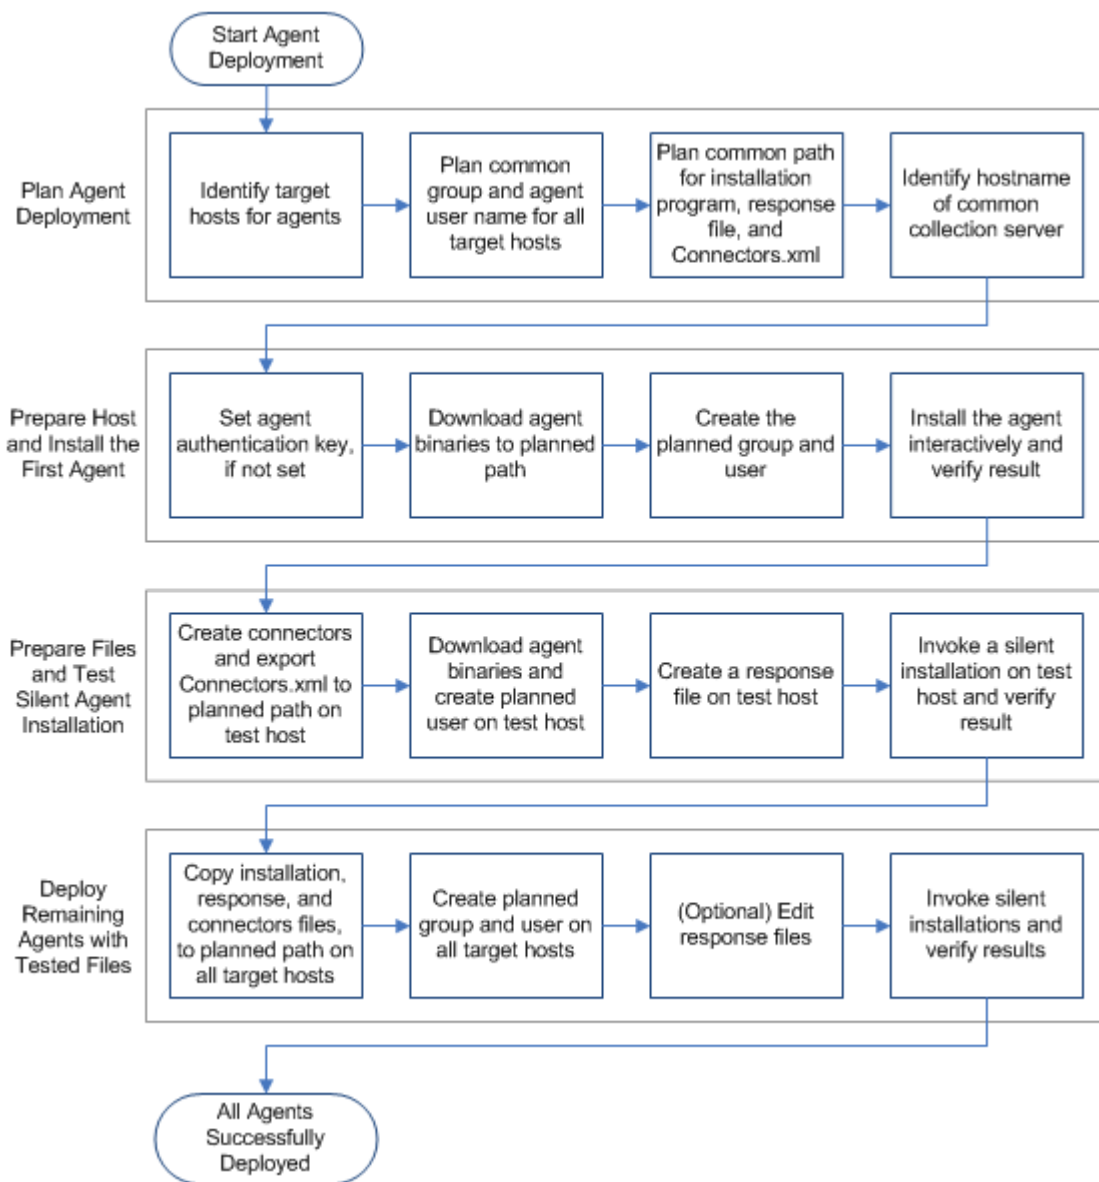 Start Agent
Deployment
Plan Agent
Deployment
Identify target
hosts for agents
Plan common
group and agent
user name for all
target hosts
Plan common path
for installation
program, response
file, and
Connectors.xml
Identify hostname
of common
collection server
Prepare Host
and Install the
First Agent
Set agent
authentication key,
if not set
Download agent
binaries to planned
path
Create the
planned group and
user
Install the agent
interactively and
verify result
Prepare Files
and Test
Silent Agent
Installation
Create connectors
and export
Connectors.xml to
planned path on
test host
Download agent
binaries and
create planned
user on test host
Create a response
file on test host
Invoke a silent
installation on test
host and verify
result
Deploy
Remaining
Agents with
Tested Files
Copy installation,
response, and
connectors files,
to planned path on
all target hosts
Create planned
group and user on
all target hosts
(Optional) Edit
response files
Invoke silent
installations and
verify results
All Agents
Successfully
Deployed